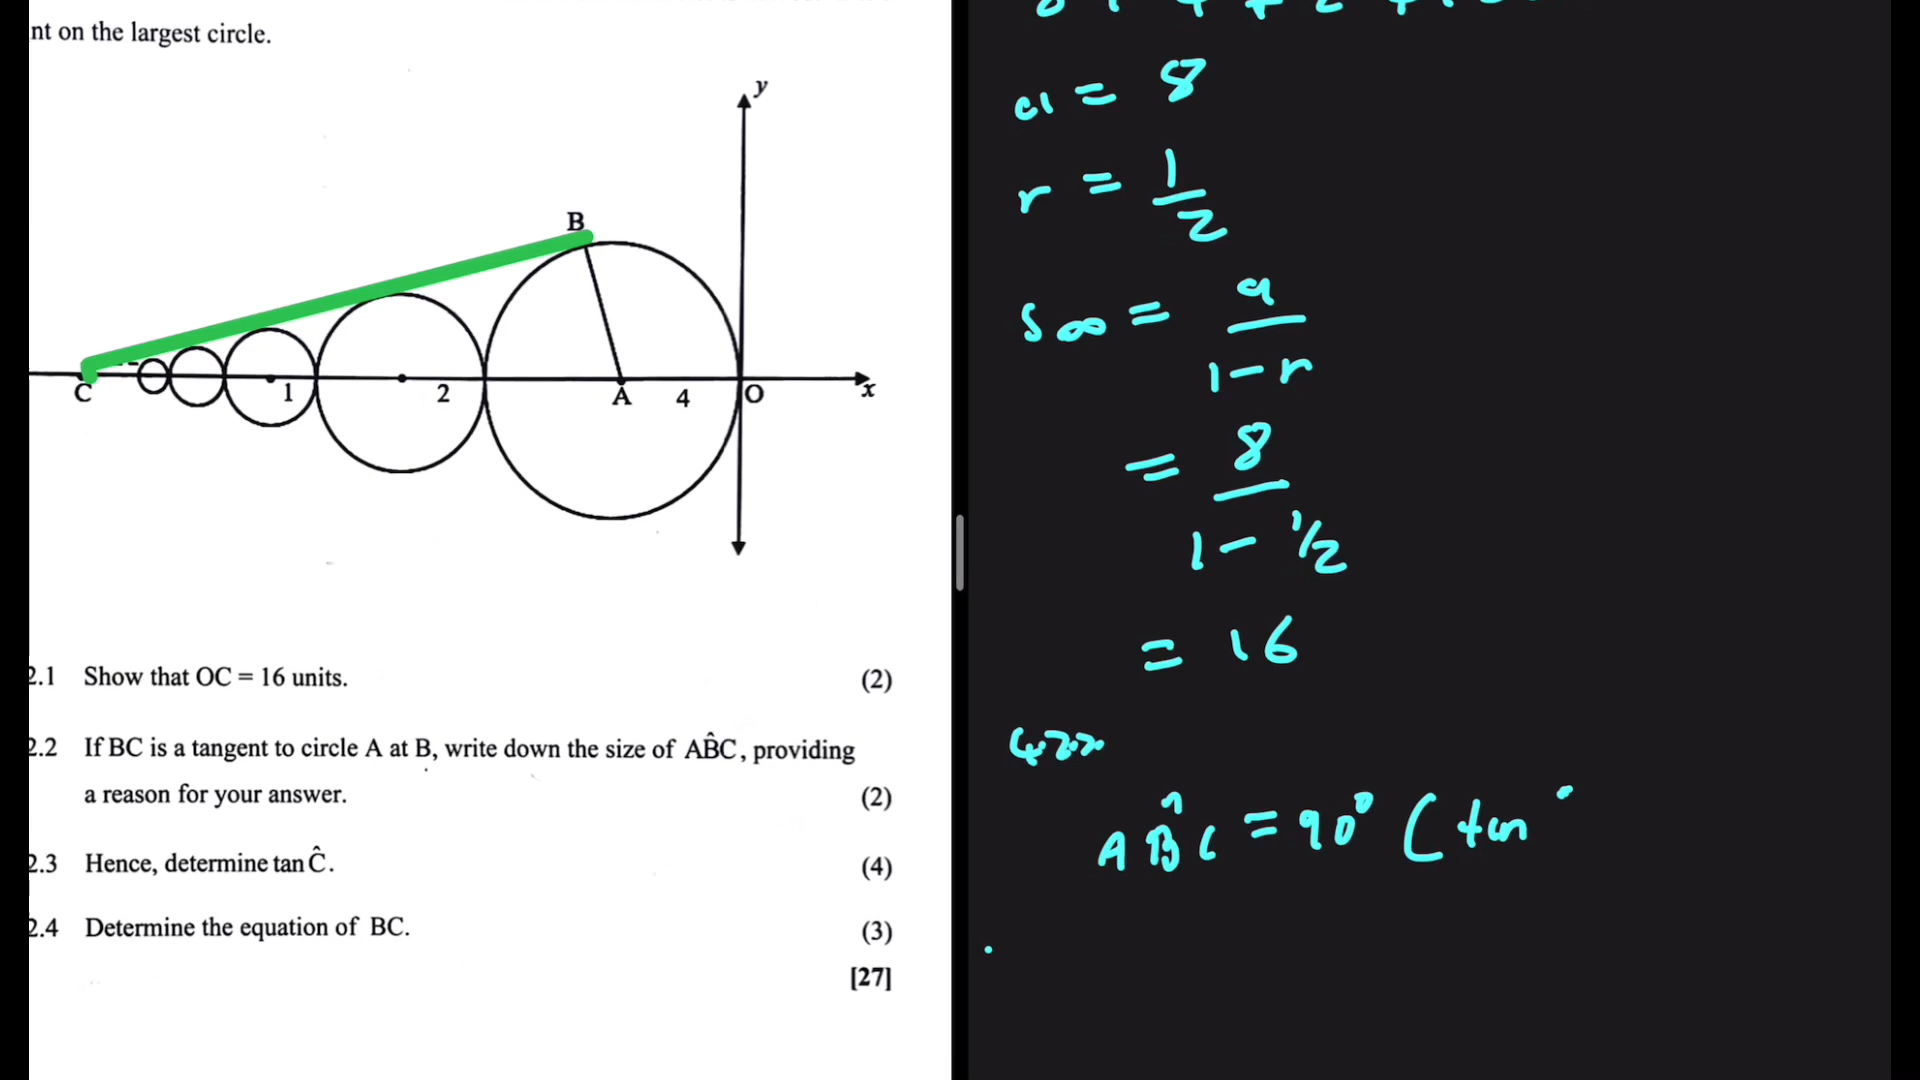 nt on the largest circle.
y
B
C
1
2
A
4
O
x
2.1 Show that OC = 16 units. (2)
2.2 If BC is a tangent to circle A at B, write down the size of AB̂C, providing
a reason for your answer. (2)
2.3 Hence, determine tan Ĉ. (4)
2.4 Determine the equation of BC. (3)
[27]
a = 8
r = 1/2
S∞ = a/(1-r)
= 8/(1-1/2)
= 16
4.2.2
AB̂C = 90° (tan